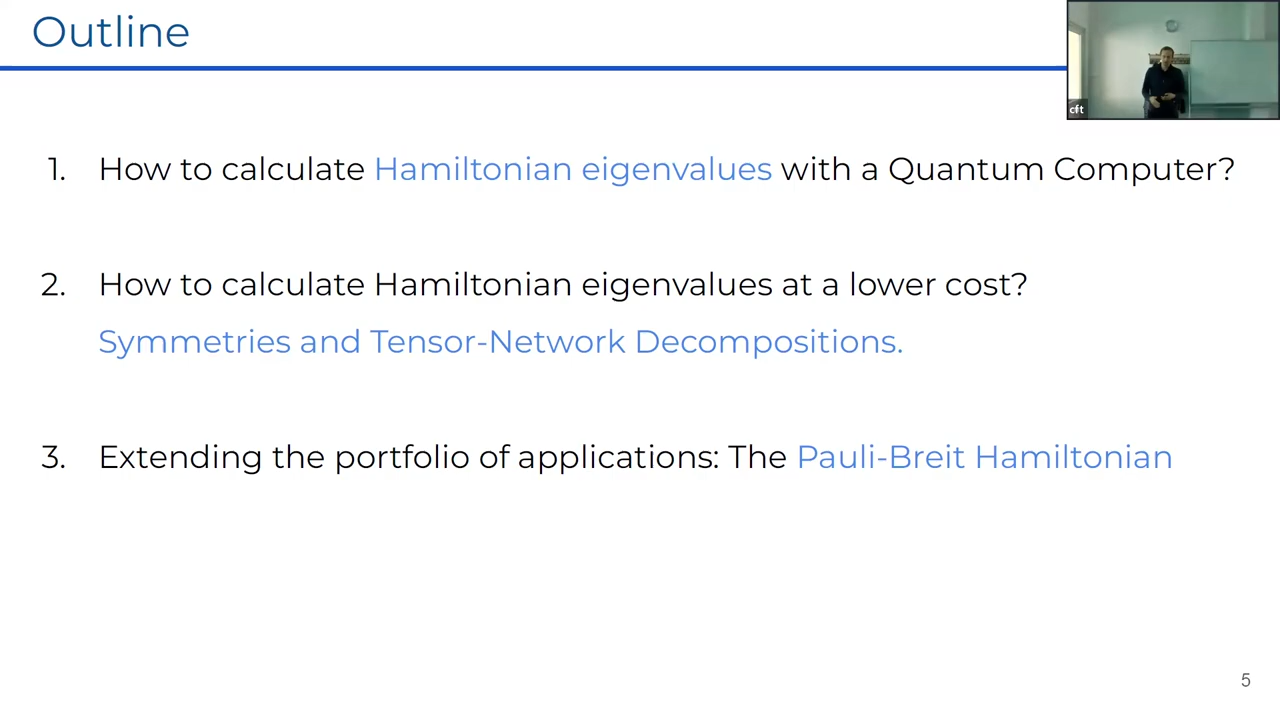 Outline
cft
1. How to calculate Hamiltonian eigenvalues with a Quantum Computer?
2. How to calculate Hamiltonian eigenvalues at a lower cost?
Symmetries and Tensor-Network Decompositions.
3. Extending the portfolio of applications: The Pauli-Breit Hamiltonian
5